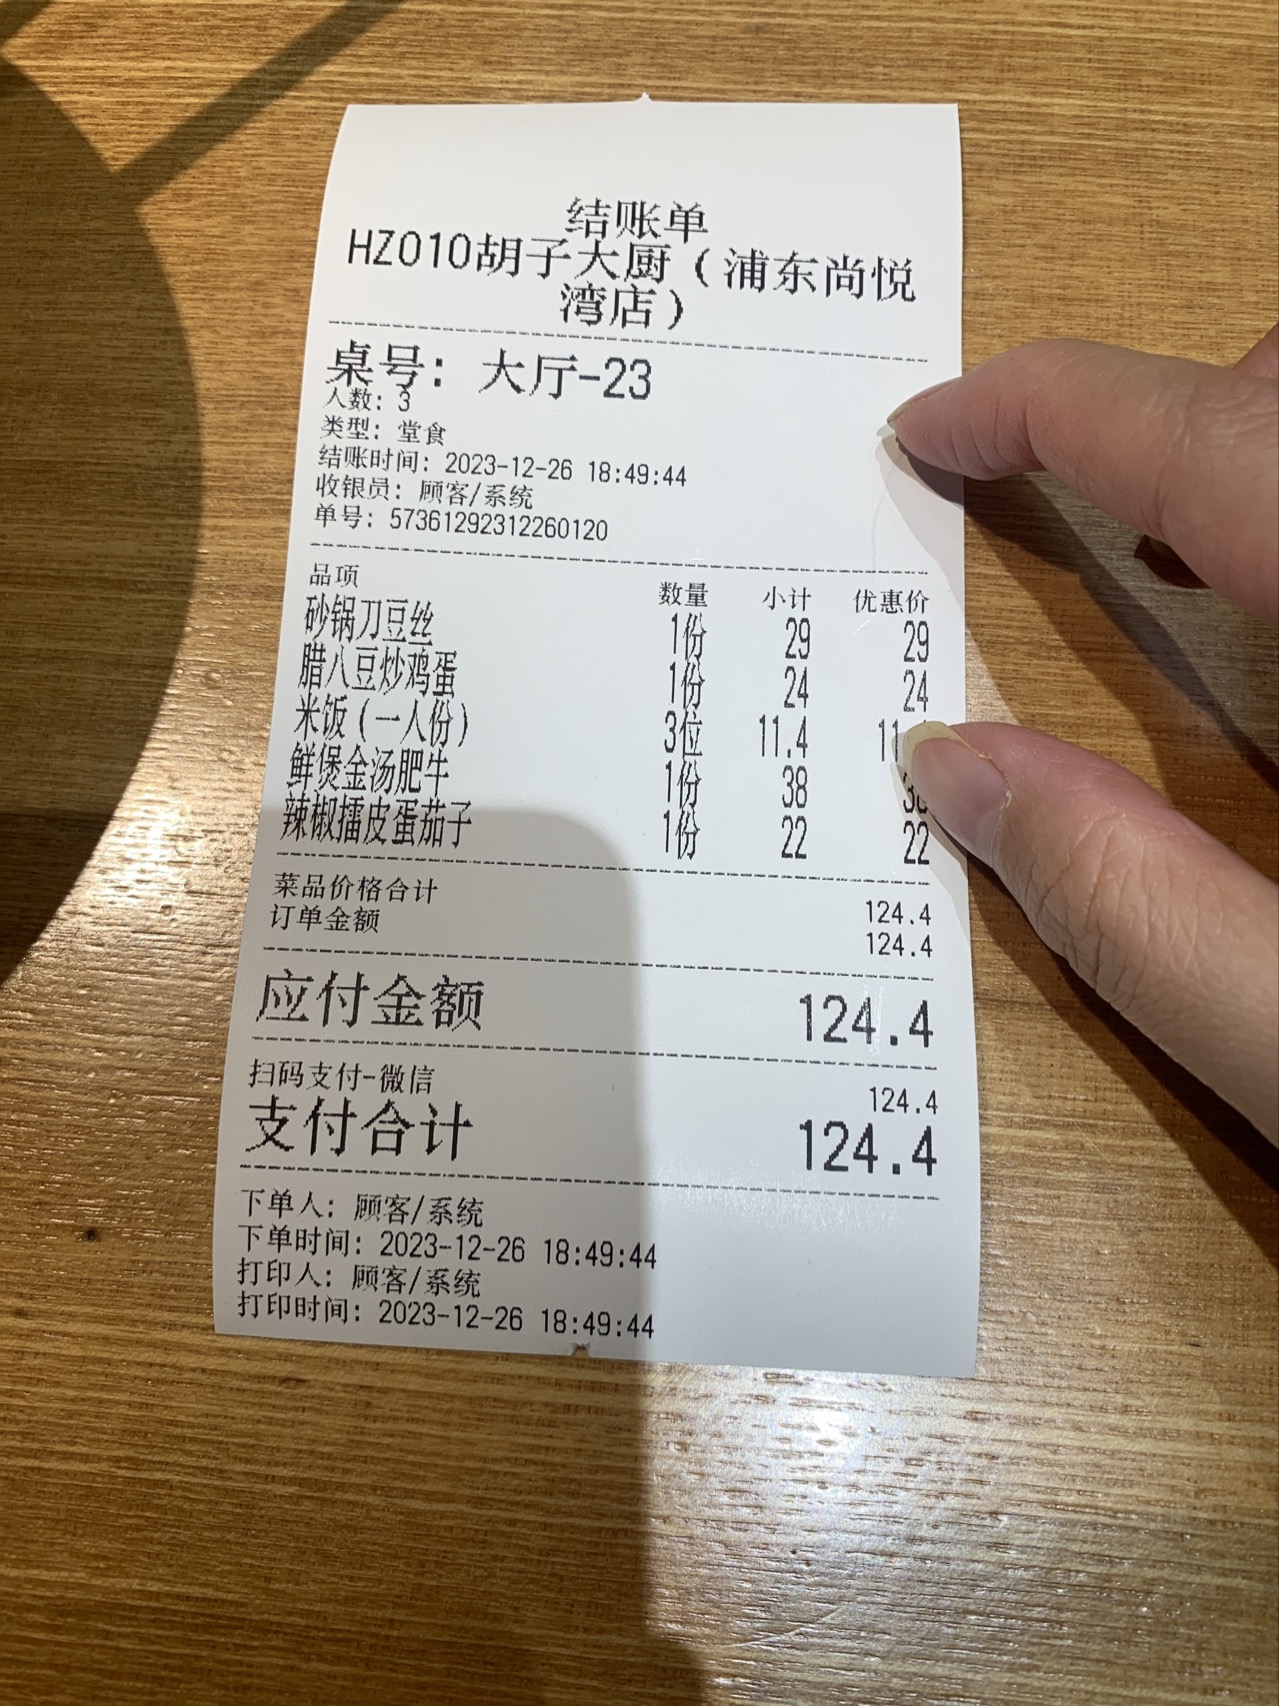 结账单
HZ010胡子大厨（浦东尚悦
湾店）
桌号：大厅-23
人数：3
类型：堂食
结账时间：2023-12-26 18:49:44
收银员：顾客/系统
单号：57361292312260120
品项 数量 小计 优惠价
砂锅刀豆丝 1份 29 29
腊八豆炒鸡蛋 1份 24 24
米饭（一人份） 3位 11.4
鲜煲金汤肥牛 1份 38
辣椒擂皮蛋茄子 1份 22 22
菜品价格合计 124.4
订单金额 124.4
应付金额 124.4
扫码支付-微信 124.4
支付合计 124.4
下单人：顾客/系统
下单时间：2023-12-26 18:49:44
打印人：顾客/系统
打印时间：2023-12-26 18:49:44